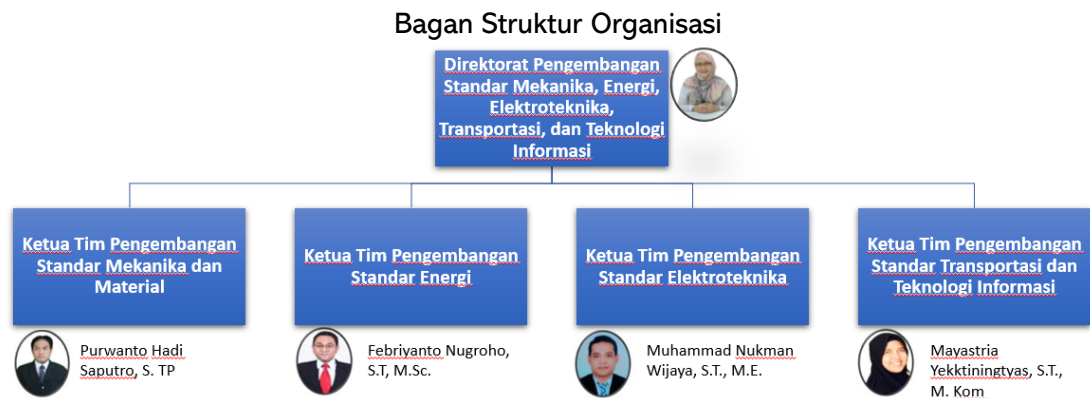 Bagan Struktur Organisasi
Direktorat Pengembangan
Standar Mekanika, Energi,
Elektroteknika,
Transportasi, dan Teknologi
Informasi
Ketua Tim Pengembangan
Standar Mekanika dan
Material
Purwanto Hadi
Saputro, S. TP
Ketua Tim Pengembangan
Standar Energi
Febriyanto Nugroho,
S.T, M.Sc.
Ketua Tim Pengembangan
Standar Elektroteknika
Muhammad Nukman
Wijaya, S.T., M.E.
Ketua Tim Pengembangan
Standar Transportasi dan
Teknologi Informasi
Mayastria
Yekktiningtyas, S.T.,
M. Kom